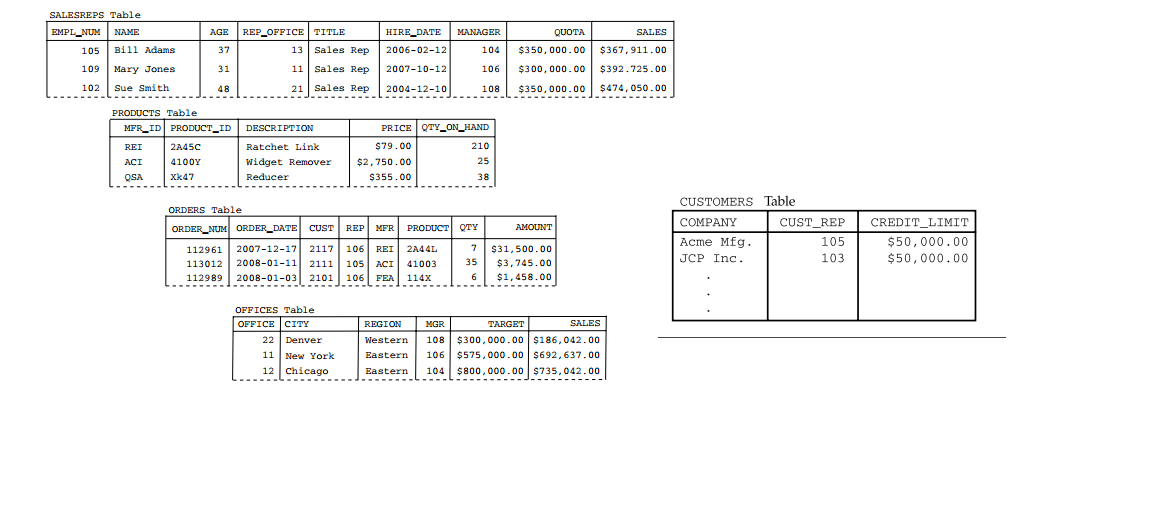 SALESREPS Table
EMPL_NUM NAME AGE REP_OFFICE TITLE HIRE_DATE MANAGER QUOTA SALES
105 Bill Adams 37 13 Sales Rep 2006-02-12 104 $350,000.00 $367,911.00
109 Mary Jones 31 11 Sales Rep 2007-10-12 106 $300,000.00 $392.725.00
102 Sue Smith 48 21 Sales Rep 2004-12-10 108 $350,000.00 $474,050.00
PRODUCTS Table
MFR_ID PRODUCT_ID DESCRIPTION PRICE QTY_ON_HAND
REI 2A45C Ratchet Link $79.00 210
ACI 4100Y Widget Remover $2,750.00 25
QSA Xk47 Reducer $355.00 38
ORDERS Table
ORDER_NUM ORDER_DATE CUST REP MFR PRODUCT QTY AMOUNT
112961 2007-12-17 2117 106 REI 2A44L 7 $31,500.00
113012 2008-01-11 2111 105 ACI 41003 35 $3,745.00
112989 2008-01-03 2101 106 FEA 114X 6 $1,458.00
OFFICES Table
OFFICE CITY REGION MGR TARGET SALES
22 Denver Western 108 $300,000.00 $186,042.00
11 New York Eastern 106 $575,000.00 $692,637.00
12 Chicago Eastern 104 $800,000.00 $735,042.00
CUSTOMERS Table
COMPANY CUST_REP CREDIT_LIMIT
Acme Mfg. 105 $50,000.00
JCP Inc. 103 $50,000.00
.
.
.